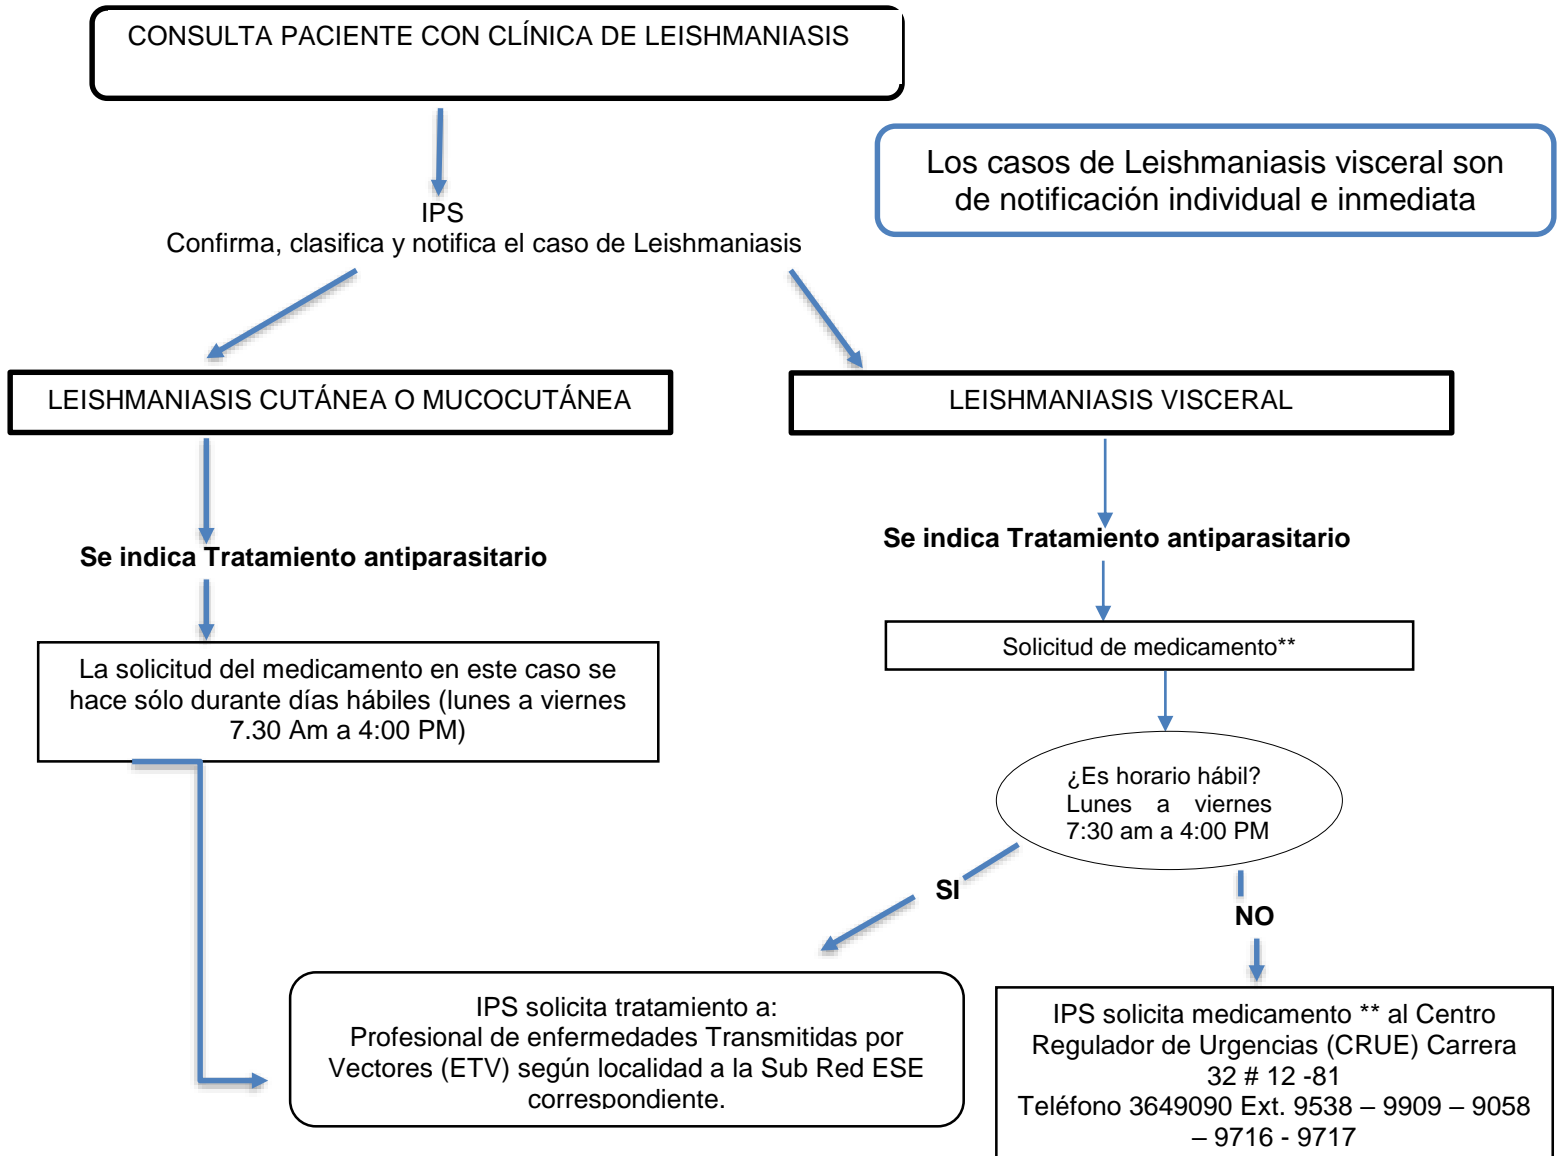 CONSULTA PACIENTE CON CLÍNICA DE LEISHMANIASIS
Los casos de Leishmaniasis visceral son
de notificación individual e inmediata
IPS
Confirma, clasifica y notifica el caso de Leishmaniasis
LEISHMANIASIS CUTÁNEA O MUCOCUTÁNEA
LEISHMANIASIS VISCERAL
Se indica Tratamiento antiparasitario
Se indica Tratamiento antiparasitario
La solicitud del medicamento en este caso se
hace sólo durante días hábiles (lunes a viernes
7.30 Am a 4:00 PM)
Solicitud de medicamento**
¿Es horario hábil?
Lunes a viernes
7:30 am a 4:00 PM
SI
NO
IPS solicita tratamiento a:
Profesional de enfermedades Transmitidas por
Vectores (ETV) según localidad a la Sub Red ESE
correspondiente.
IPS solicita medicamento ** al Centro
Regulador de Urgencias (CRUE) Carrera
32 # 12 -81
Teléfono 3649090 Ext. 9538 – 9909 – 9058
– 9716 - 9717